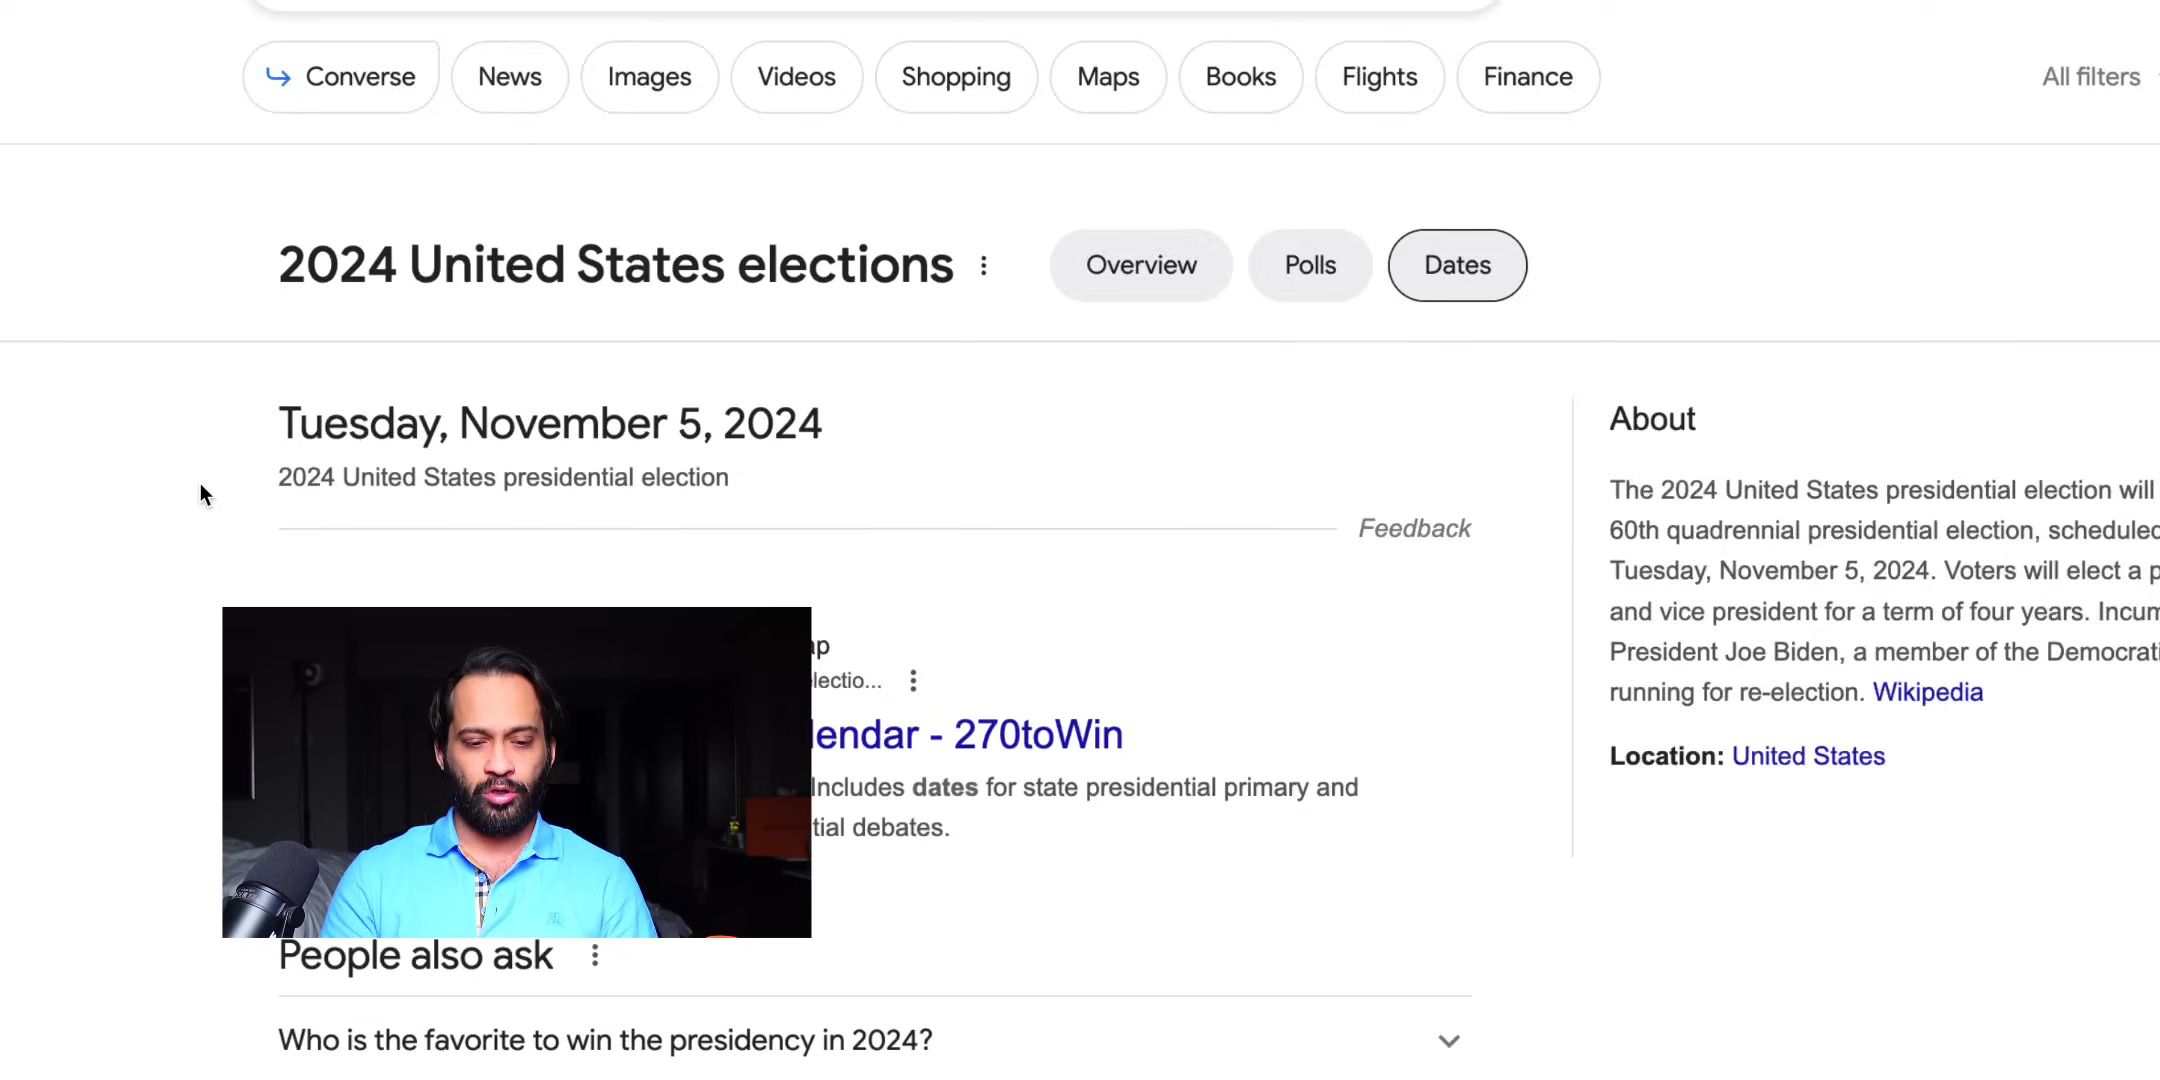 Converse
News
Images
Videos
Shopping
Maps
Books
Flights
Finance
All filters
2024 United States elections
Overview
Polls
Dates
Tuesday, November 5, 2024
2024 United States presidential election
Feedback
electio...
lendar - 270toWin
Includes dates for state presidential primary and
tial debates.
People also ask
Who is the favorite to win the presidency in 2024?
About
The 2024 United States presidential election will
60th quadrennial presidential election, scheduled
Tuesday, November 5, 2024. Voters will elect a p
and vice president for a term of four years. Incum
President Joe Biden, a member of the Democrati
running for re-election. Wikipedia
Location: United States